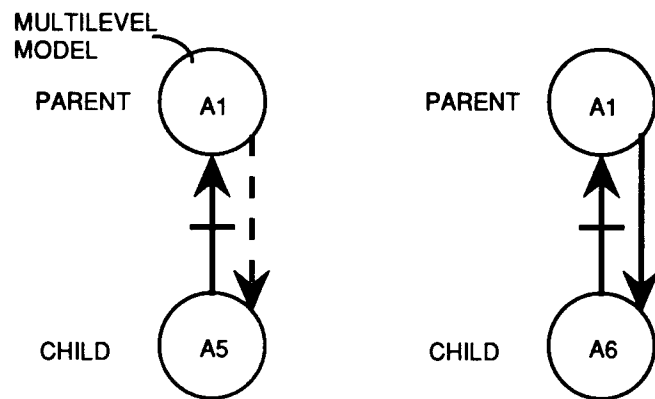 MULTILEVEL
MODEL
PARENT
A1
PARENT
A1
CHILD
A5
CHILD
A6